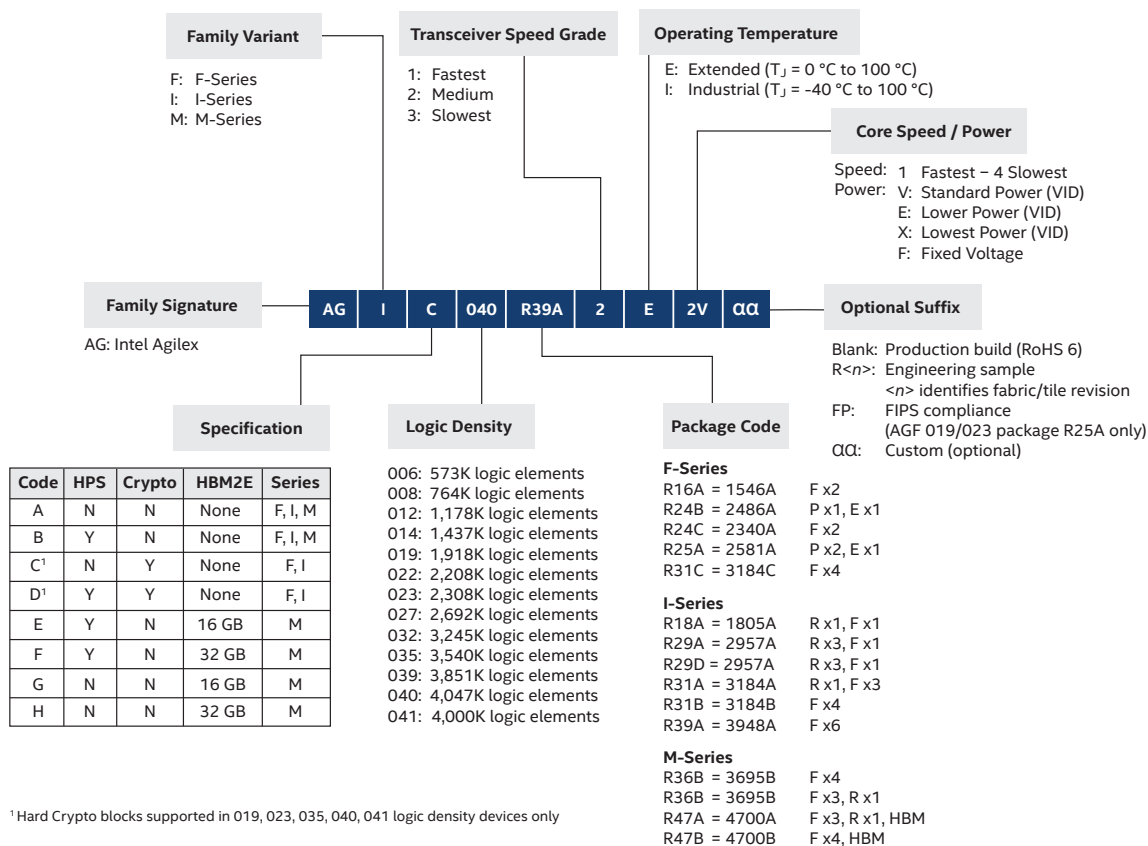 Family Variant
F: F-Series
I: I-Series
M: M-Series
Transceiver Speed Grade
1: Fastest
2: Medium
3: Slowest
Operating Temperature
E: Extended (TJ = 0 °C to 100 °C)
I: Industrial (TJ = -40 °C to 100 °C)
Core Speed / Power
Speed: 1 Fastest – 4 Slowest
Power: V: Standard Power (VID)
E: Lower Power (VID)
X: Lowest Power (VID)
F: Fixed Voltage
Family Signature
AG: Intel Agilex
AG I C 040 R39A 2 E 2V αα
Optional Suffix
Blank: Production build (RoHS 6)
R<n>: Engineering sample
<n> identifies fabric/tile revision
FP: FIPS compliance
(AGF 019/023 package R25A only)
αα: Custom (optional)
Specification
Code HPS Crypto HBM2E Series
A N N None F, I, M
B Y N None F, I, M
C¹ N Y None F, I
D¹ Y Y None F, I
E Y N 16 GB M
F Y N 32 GB M
G N N 16 GB M
H N N 32 GB M
Logic Density
006: 573K logic elements
008: 764K logic elements
012: 1,178K logic elements
014: 1,437K logic elements
019: 1,918K logic elements
022: 2,208K logic elements
023: 2,308K logic elements
027: 2,692K logic elements
032: 3,245K logic elements
035: 3,540K logic elements
039: 3,851K logic elements
040: 4,047K logic elements
041: 4,000K logic elements
Package Code
F-Series
R16A = 1546A F x2
R24B = 2486A P x1, E x1
R24C = 2340A F x2
R25A = 2581A P x2, E x1
R31C = 3184C F x4
I-Series
R18A = 1805A R x1, F x1
R29A = 2957A R x3, F x1
R29D = 2957A R x3, F x1
R31A = 3184A R x1, F x3
R31B = 3184B F x4
R39A = 3948A F x6
M-Series
R36B = 3695B F x4
R36B = 3695B F x3, R x1
R47A = 4700A F x3, R x1, HBM
R47B = 4700B F x4, HBM
¹ Hard Crypto blocks supported in 019, 023, 035, 040, 041 logic density devices only